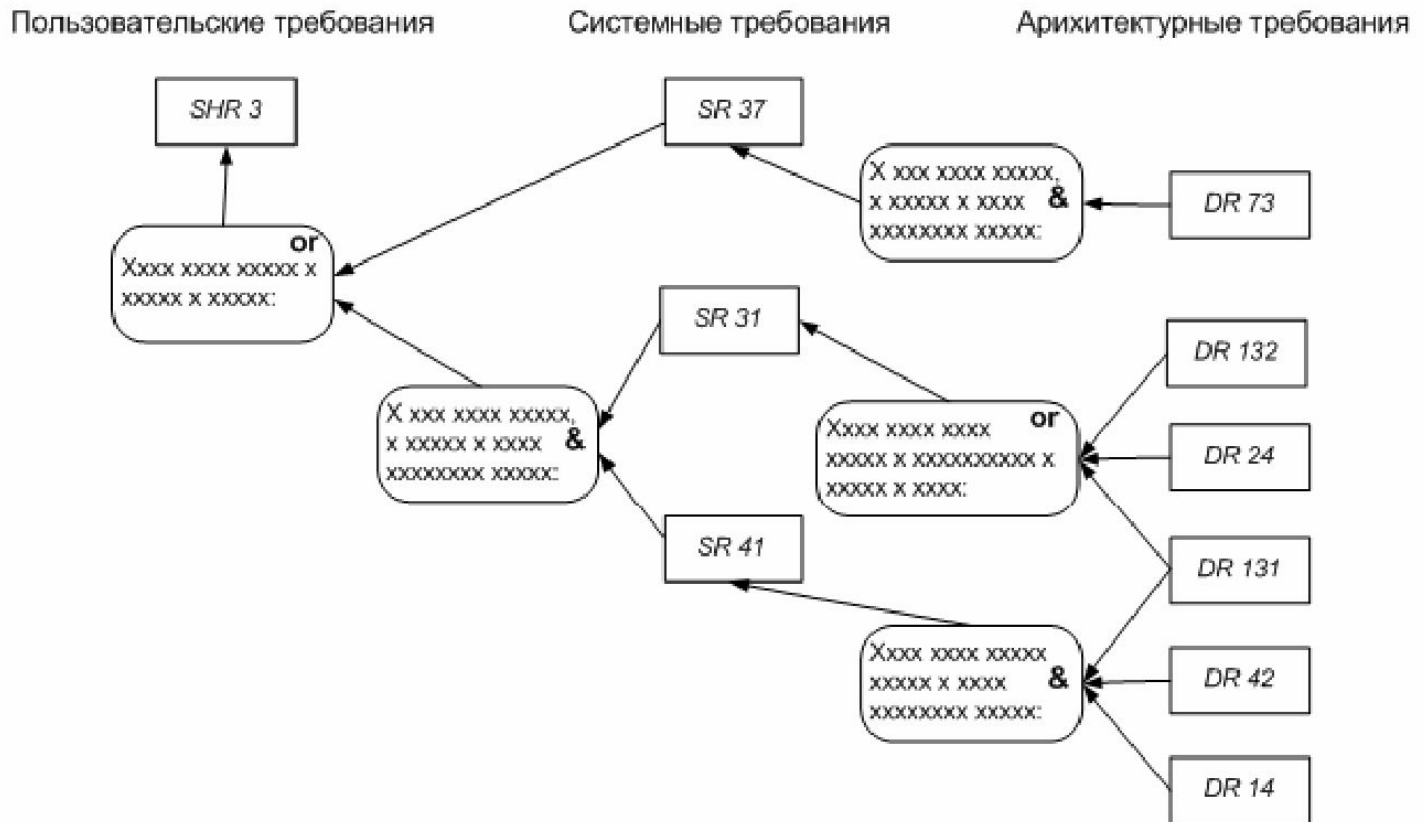 Пользовательские требования
Системные требования
Арихитектурные требования
SHR 3
SR 37
X xxx xxxx xxxxx,
x xxxxx x xxxx &
xxxxxxxx xxxxx:
DR 73
or
Xxxx xxxx xxxxx x
xxxxx x xxxxx:
SR 31
DR 132
X xxx xxxx xxxxx,
x xxxxx x xxxx &
xxxxxxxx xxxxx:
or
Xxxx xxxx xxxx
xxxxx x xxxxxxxxxx x
xxxxx x xxxx:
DR 24
SR 41
DR 131
Xxxx xxxx xxxxx
xxxxx x xxxx &
xxxxxxxx xxxxx:
DR 42
DR 14